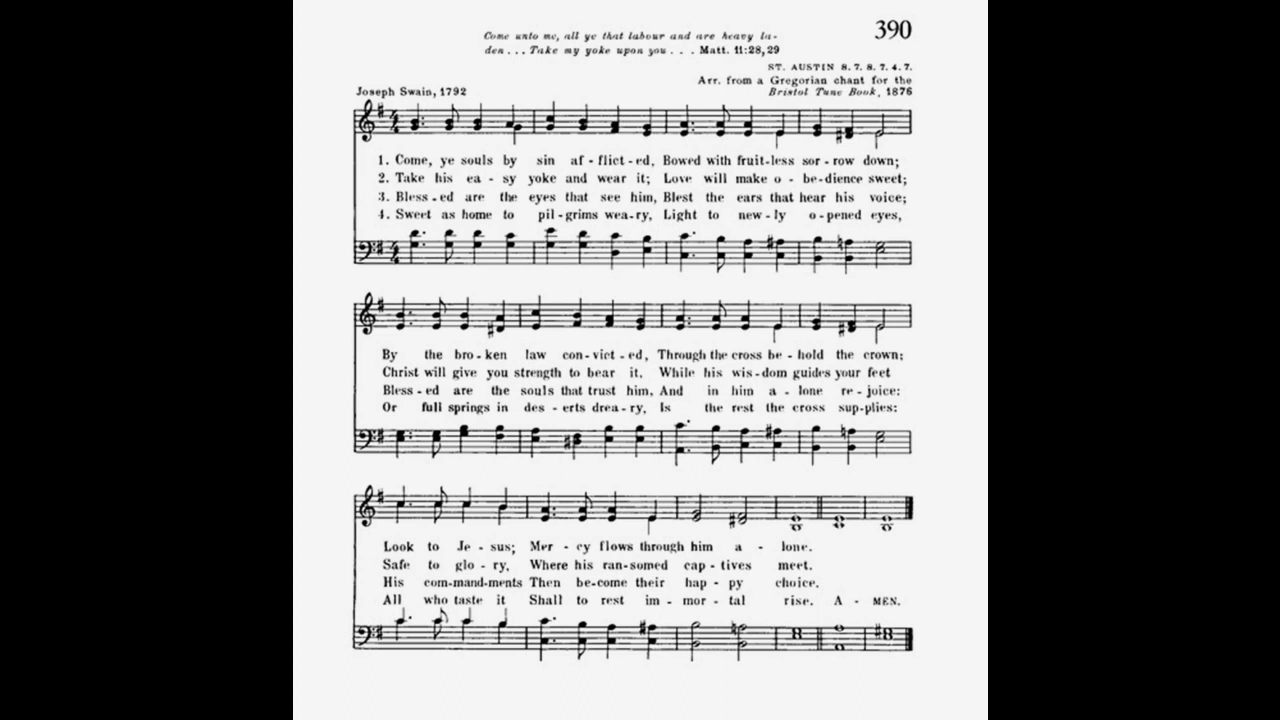 390
Come unto me, all ye that labour and are heavy la-
den . . . Take my yoke upon you . . . Matt. 11:28, 29
ST. AUSTIN 8. 7. 8. 7. 4. 7.
Arr. from a Gregorian chant for the
Joseph Swain, 1792 Bristol Tune Book, 1876
1. Come, ye souls by sin af - flict - ed, Bowed with fruit - less sor - row down;
2. Take his ea - sy yoke and wear it; Love will make o - be - dience sweet;
3. Bless - ed are the eyes that see him, Blest the ears that hear his voice;
4. Sweet as home to pil - grims wea - ry, Light to new - ly o - pened eyes,
By the bro - ken law con - vict - ed, Through the cross be - hold the crown;
Christ will give you strength to bear it, While his wis - dom guides your feet
Bless - ed are the souls that trust him, And in him a - lone re - joice:
Or full springs in des - erts drea - ry, Is the rest the cross sup - plies:
Look to Je - sus; Mer - cy flows through him a - lone.
Safe to glo - ry, Where his ran - somed cap - tives meet.
His com - mand - ments Then be - come their hap - py choice.
All who taste it Shall to rest im - mor - tal rise. A - MEN.